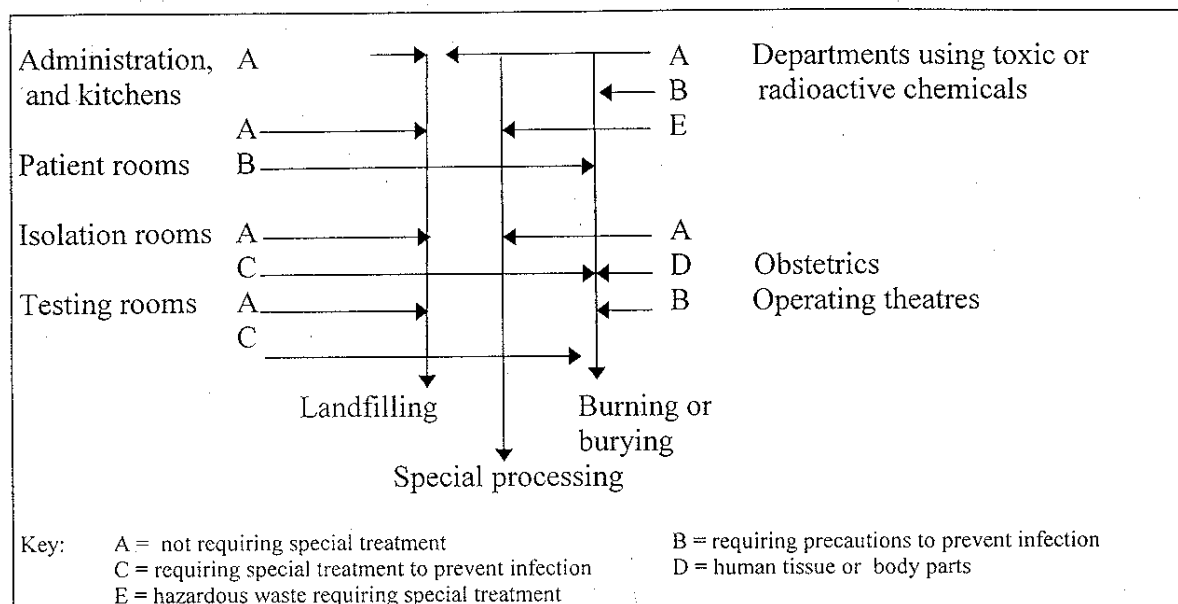 Administration, A A Departments using toxic or
and kitchens B radioactive chemicals
A E
Patient rooms B
Isolation rooms A A
C D Obstetrics
Testing rooms A B Operating theatres
C
Landfilling Burning or
burying
Special processing
Key: A = not requiring special treatment B = requiring precautions to prevent infection
C = requiring special treatment to prevent infection D = human tissue or body parts
E = hazardous waste requiring special treatment